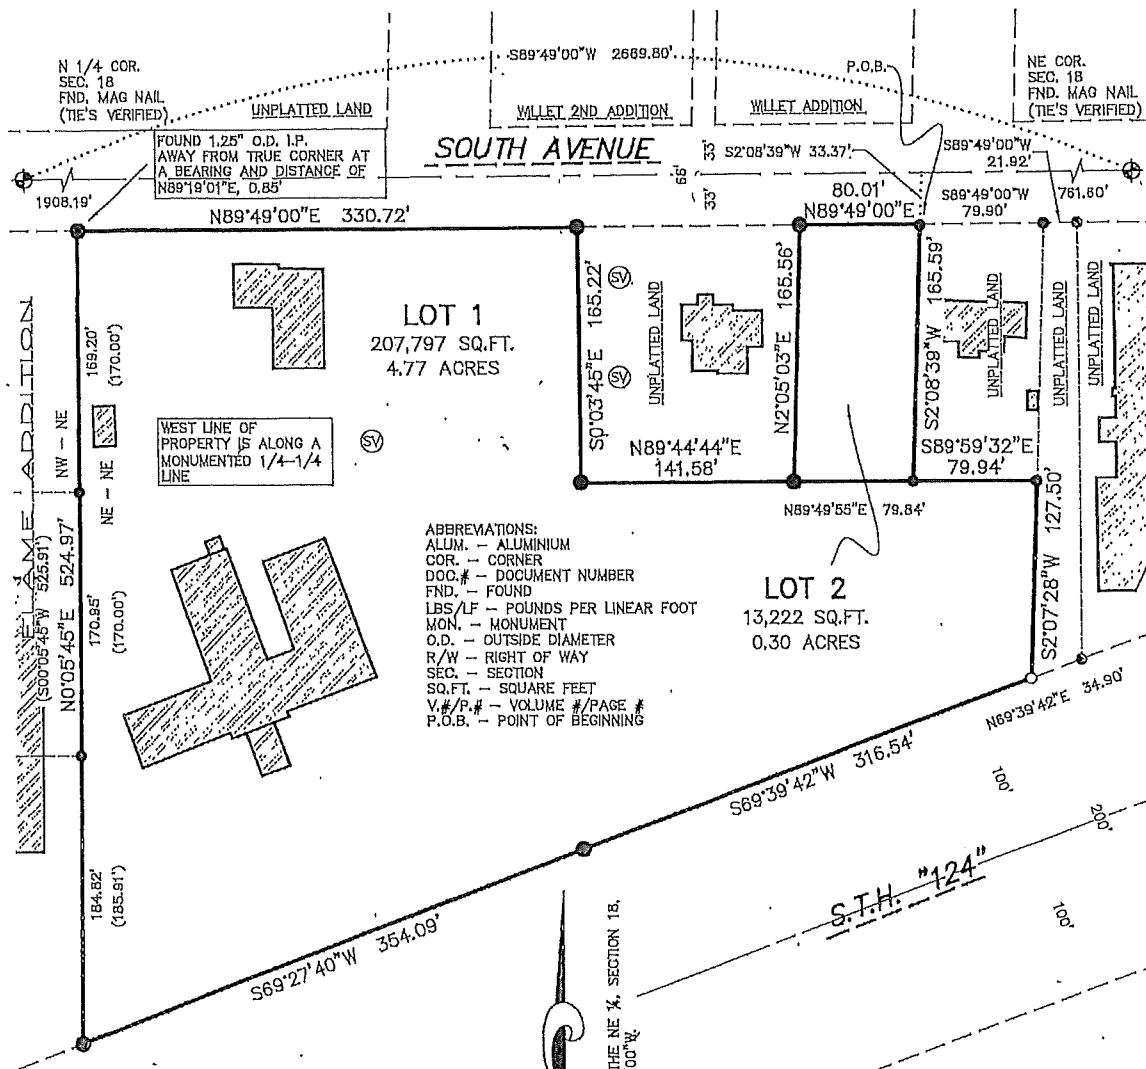 S89°49'00"W 2669.80'
N 1/4 COR.
SEC. 18
FND. MAG NAIL
(TIE'S VERIFIED)
UNPLATTED LAND
WILLET 2ND ADDITION
WILLET ADDITION
P.O.B.
NE COR.
SEC. 18
FND. MAG NAIL
(TIE'S VERIFIED)
FOUND 1.25" O.D. I.P.
AWAY FROM TRUE CORNER AT
A BEARING AND DISTANCE OF
N89°19'01"E, 0.85'
SOUTH AVENUE
66'
33'
33'
S2°08'39"W 33.37'
S89°49'00"W
21.92'
1908.19'
N89°49'00"E 330.72'
80.01'
N89°49'00"E
S89°49'00"W
79.90'
761.60'
LOT 1
207,797 SQ.FT.
4.77 ACRES
169.20'
(170.00')
S0°03'45"E 165.22'
SV
SV
UNPLATTED LAND
N2°05'03"E 165.56'
S2°08'39"W 165.59'
UNPLATTED LAND
UNPLATTED LAND
UNPLATTED LAND
WEST LINE OF
PROPERTY IS ALONG A
MONUMENTED 1/4-1/4
LINE
SV
N89°44'44"E
141.58'
S89°59'32"E
79.94'
N89°49'55"E 79.84'
FLAME ADDITION
NW - NE
NE - NE
(S00°05'45"W 525.91')
N0°05'45"E 524.97'
170.95'
(170.00')
ABBREVIATIONS:
ALUM. - ALUMINIUM
COR. - CORNER
DOC.# - DOCUMENT NUMBER
FND. - FOUND
LBS/LF - POUNDS PER LINEAR FOOT
MON. - MONUMENT
O.D. - OUTSIDE DIAMETER
R/W - RIGHT OF WAY
SEC. - SECTION
SQ.FT. - SQUARE FEET
V.#/P.# - VOLUME #/PAGE #
P.O.B. - POINT OF BEGINNING
LOT 2
13,222 SQ.FT.
0.30 ACRES
S2°07'28"W 127.50'
N69°39'42"E 34.90'
S69°39'42"W 316.54'
184.82'
(185.91')
S69°27'40"W 354.09'
100'
200'
100'
S.T.H. "124"
THE NE ¼, SECTION 18,
00"W.